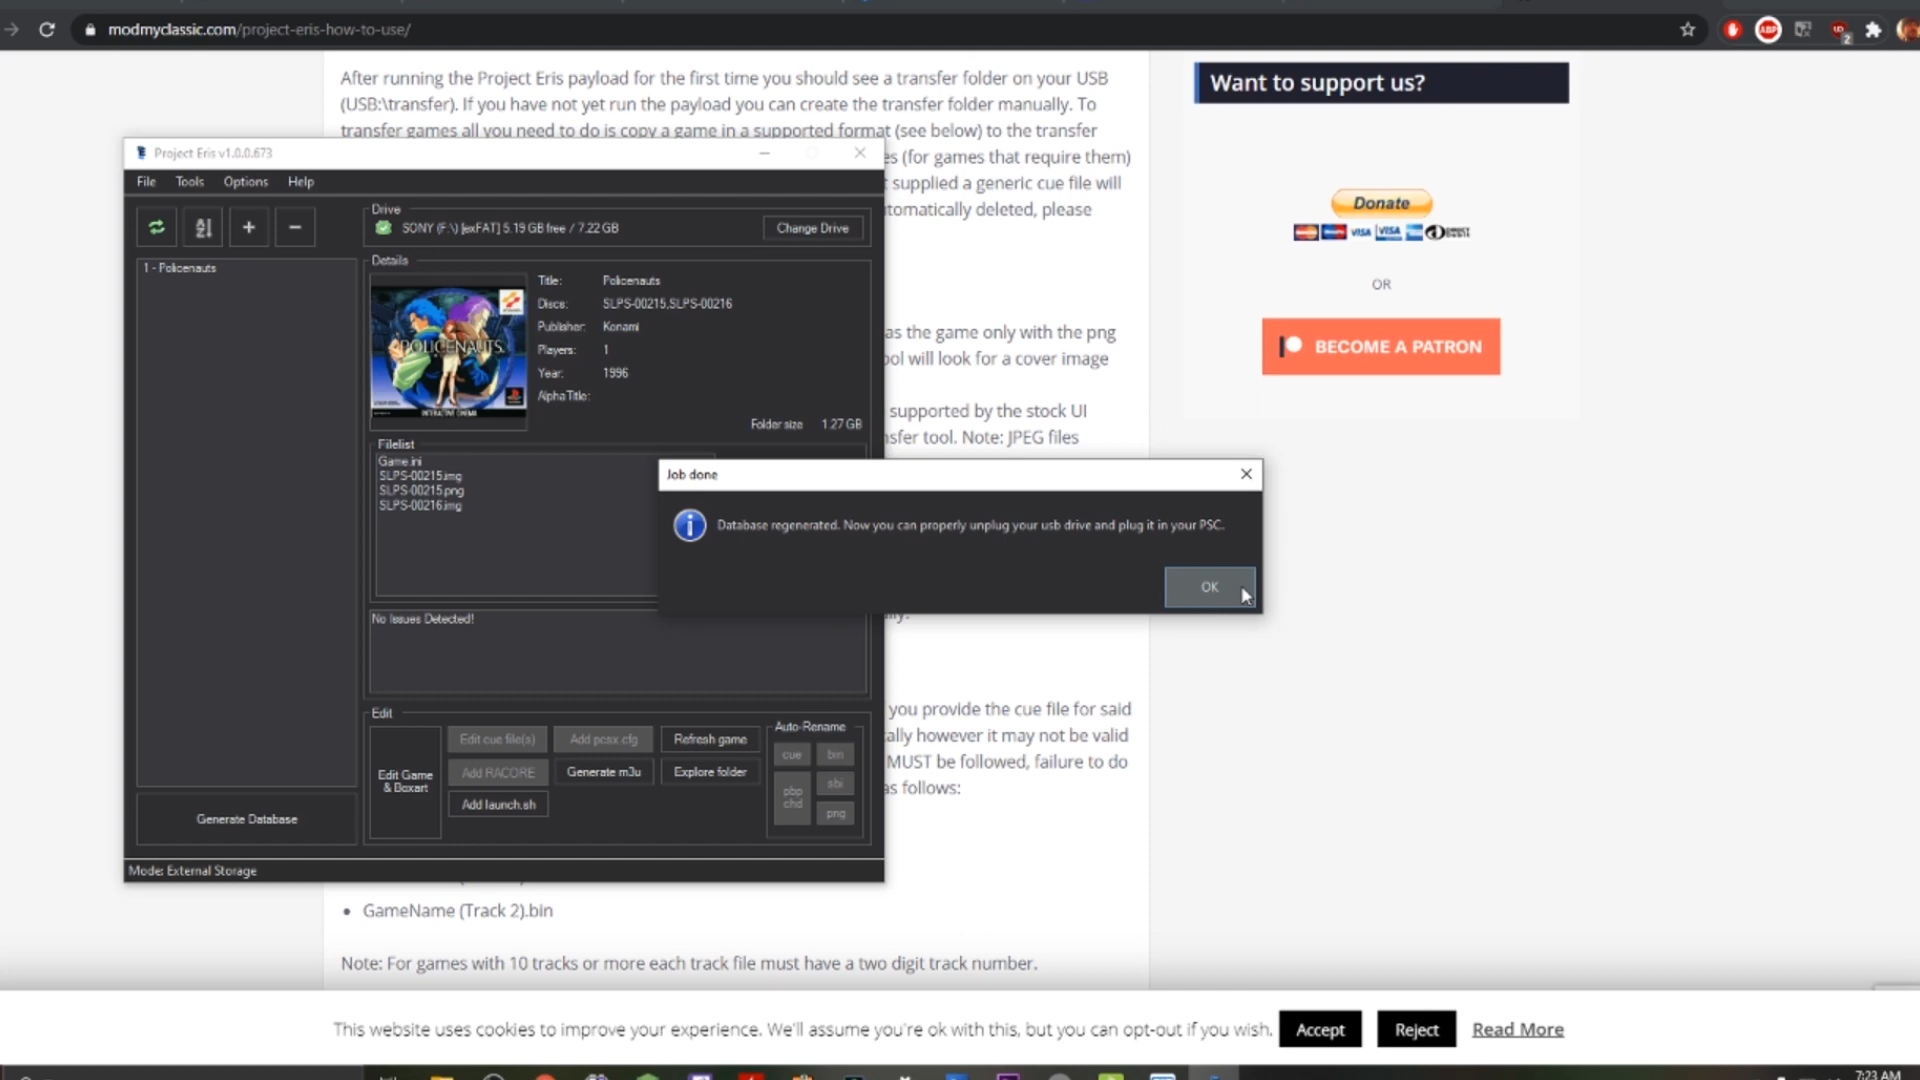 modmyclassic.com/project-eris-how-to-use/
ABP
2
After running the Project Eris payload for the first time you should see a transfer folder on your USB
(USB:\transfer). If you have not yet run the payload you can create the transfer folder manually. To
transfer games all you need to do is copy a game in a supported format (see below) to the transfer
es (for games that require them)
supplied a generic cue file will
tomatically deleted, please
as the game only with the png
ool will look for a cover image
supported by the stock UI
nsfer tool. Note: JPEG files
you provide the cue file for said
ally however it may not be valid
MUST be followed, failure to do
as follows:
GameName (Track 2).bin
Note: For games with 10 tracks or more each track file must have a two digit track number.
Want to support us?
Donate
VISA VISA
OR
BECOME A PATRON
Project Eris v1.0.0.673
File Tools Options Help
Drive
SONY (F:\) [exFAT] 5.19 GB free / 7.22 GB
Change Drive
1 - Policenauts
Details
POLICENAUTS
INTERACTIVE CINEMA
Title: Policenauts
Discs: SLPS-00215,SLPS-00216
Publisher: Konami
Players: 1
Year: 1996
AlphaTitle:
Folder size 1.27 GB
Filelist
Game.ini
SLPS-00215.img
SLPS-00215.png
SLPS-00216.img
No Issues Detected!
Edit
Edit Game
& Boxart
Edit cue file(s)
Add pcsx.cfg
Refresh game
Add RACORE
Generate m3u
Explore folder
Add launch.sh
Auto-Rename
cue
bin
pbp
chd
sbi
png
Generate Database
Mode: External Storage
Job done
Database regenerated. Now you can properly unplug your usb drive and plug it in your PSC.
OK
This website uses cookies to improve your experience. We'll assume you're ok with this, but you can opt-out if you wish.
Accept
Reject
Read More
7:23 AM